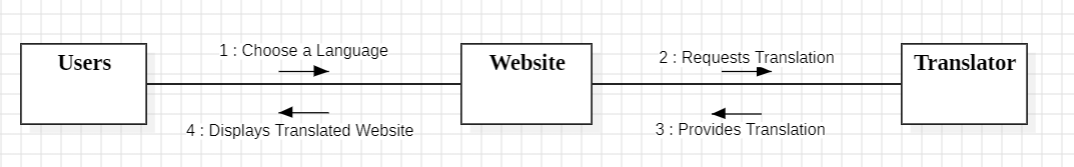 Users
1 : Choose a Language
4 : Displays Translated Website
Website
2 : Requests Translation
3 : Provides Translation
Translator